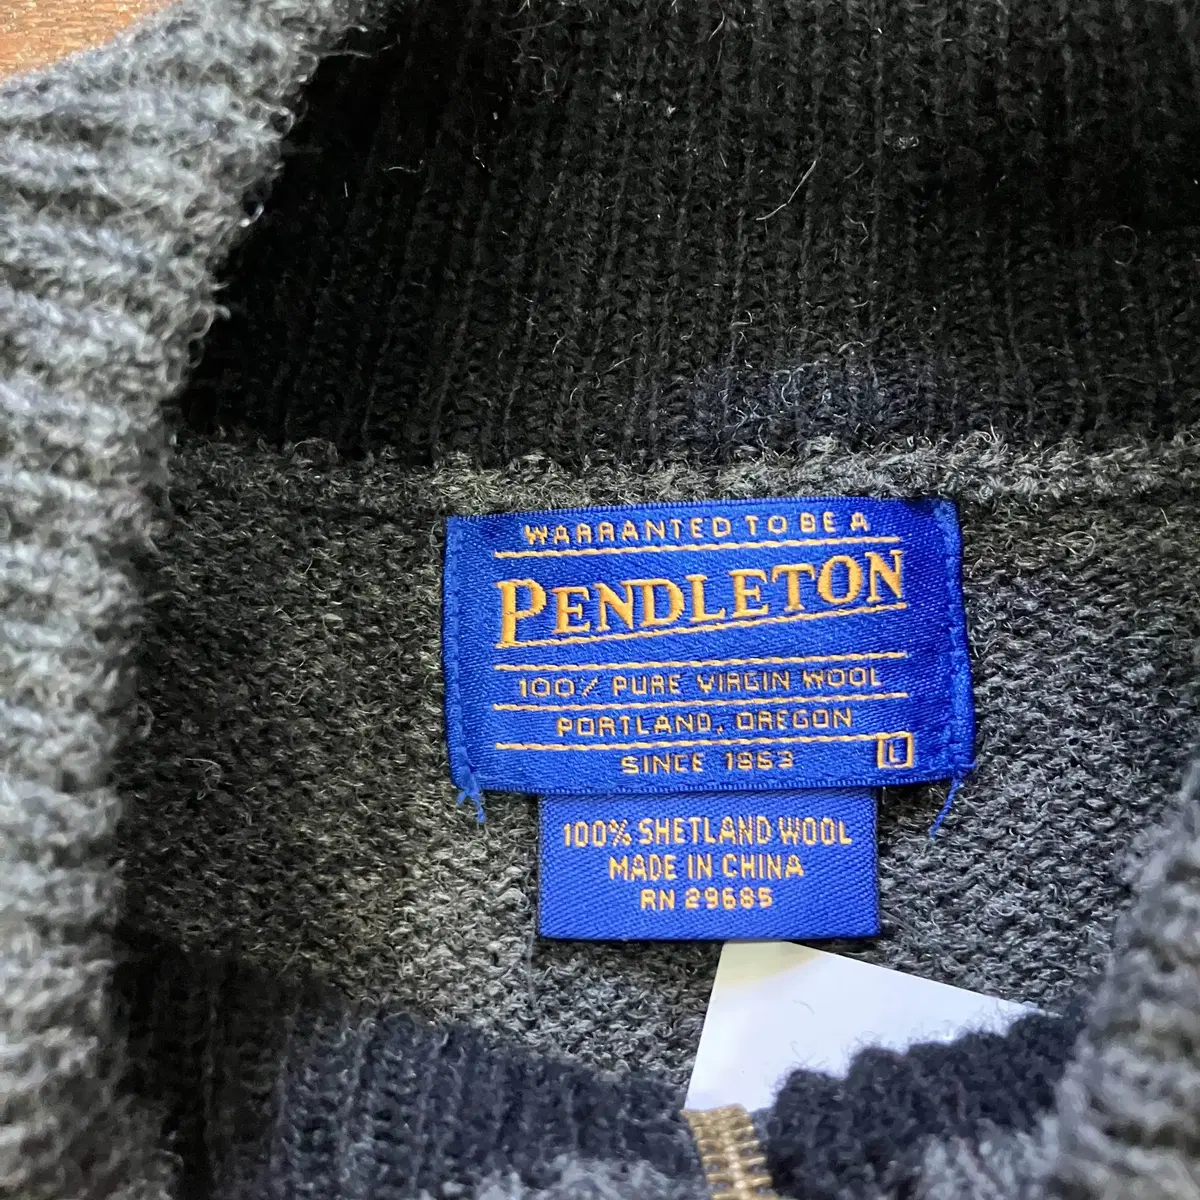 WARRANTED TO BE A
PENDLETON
100% PURE VIRGIN WOOL
PORTLAND, OREGON
SINCE 1863
L
100% SHETLAND WOOL
MADE IN CHINA
RN 29685